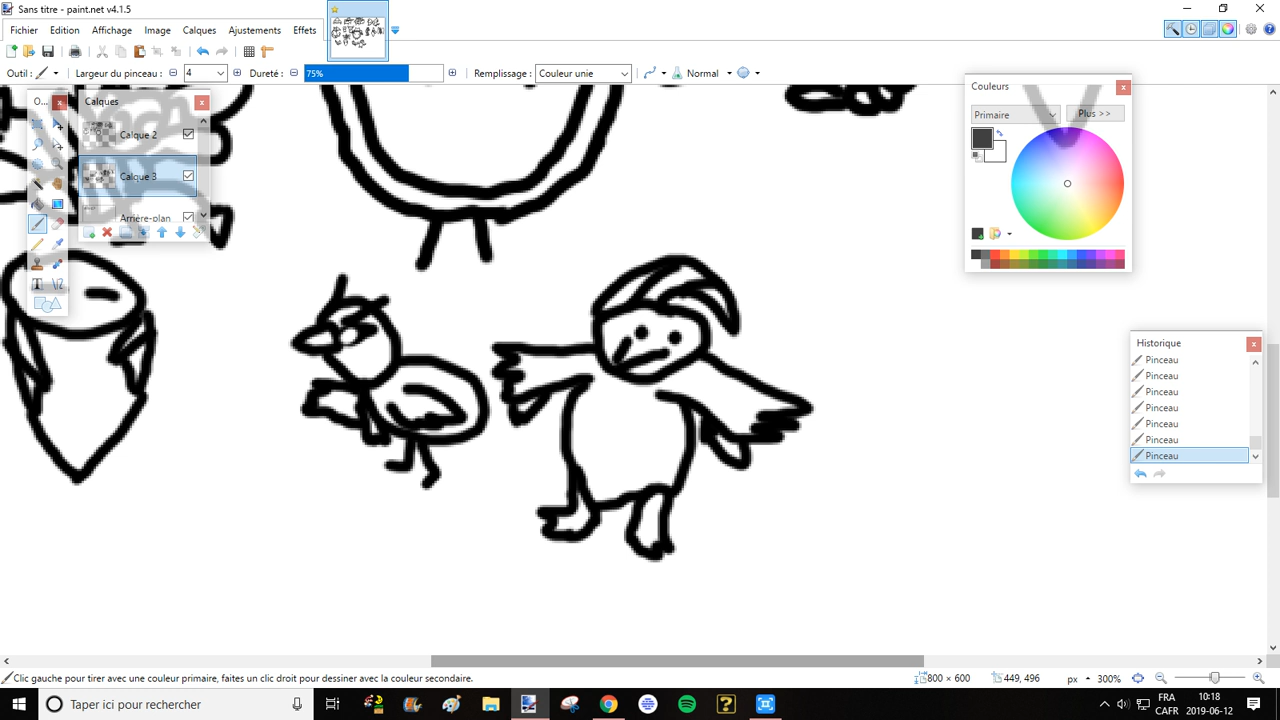 Sans titre - paint.net v4.1.5
Fichier Edition Affichage Image Calques Ajustements Effets
Outil : Largeur du pinceau : 4 Dureté : 75% Remplissage : Couleur unie Normal
O... Calques
Calque 2
Calque 3
Arrière-plan
Couleurs
Primaire Plus >>
Historique
Pinceau
Pinceau
Pinceau
Pinceau
Pinceau
Pinceau
Pinceau
Clic gauche pour tirer avec une couleur primaire, faites un clic droit pour dessiner avec la couleur secondaire. 800 × 600 449, 496 px 300%
Taper ici pour rechercher
FRA
CAFR
10:18
2019-06-12